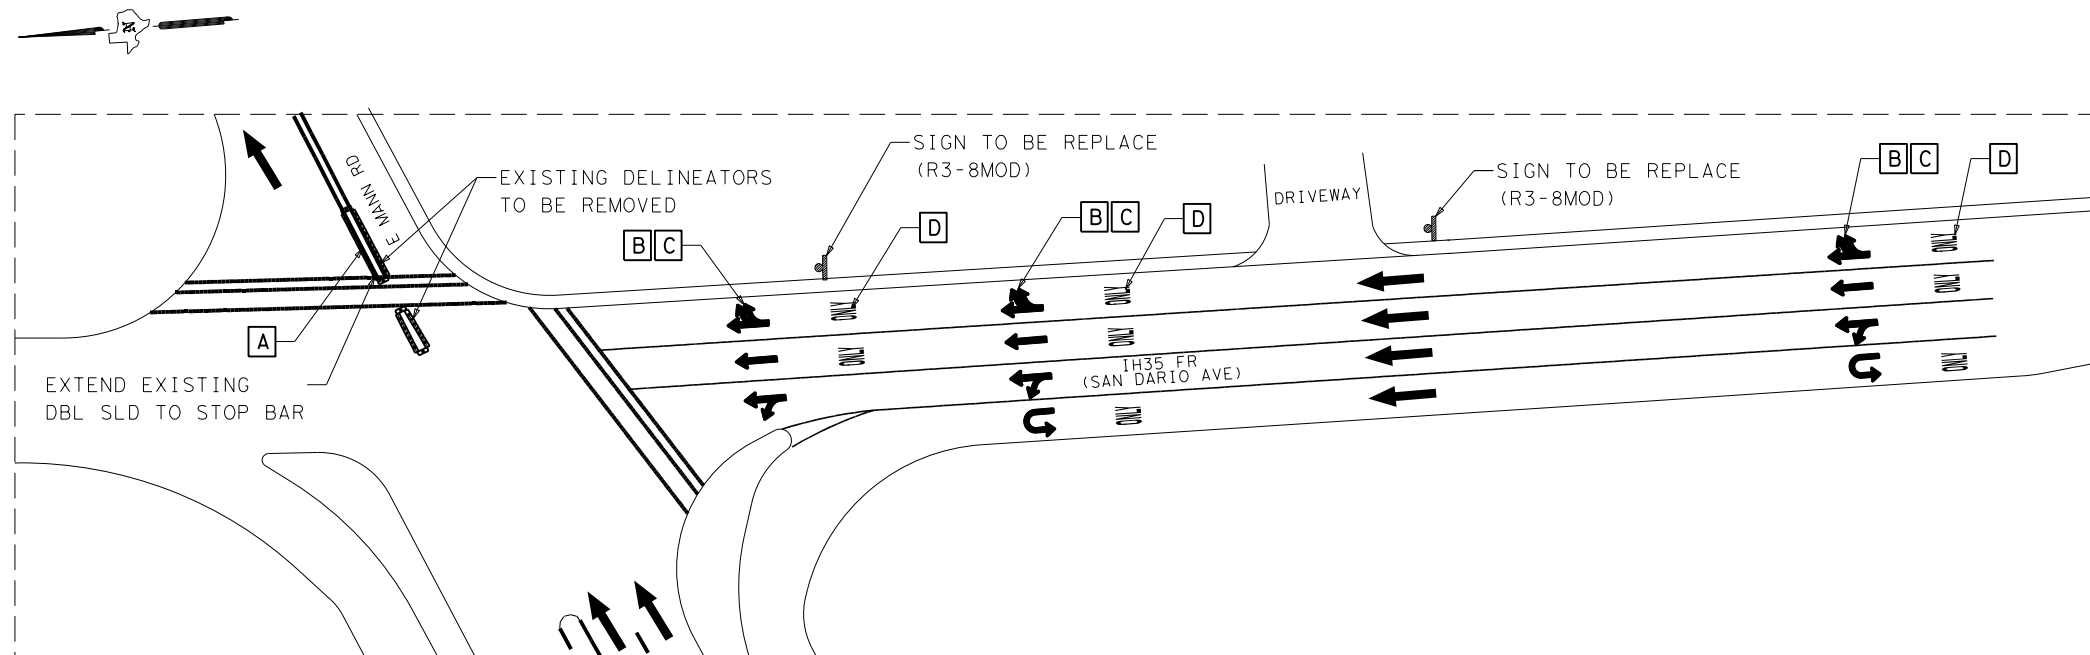 SIGN TO BE REPLACE
(R3-8MOD)
SIGN TO BE REPLACE
(R3-8MOD)
B C
D
EXISTING DELINEATORS
TO BE REMOVED
E MANN RD
DRIVEWAY
B C
D
D
B C
ONLY
ONLY
ONLY
ONLY
ONLY
ONLY
ONLY
IH35 FR
(SAN DARIO AVE)
ONLY
ONLY
A
EXTEND EXISTING
DBL SLD TO STOP BAR